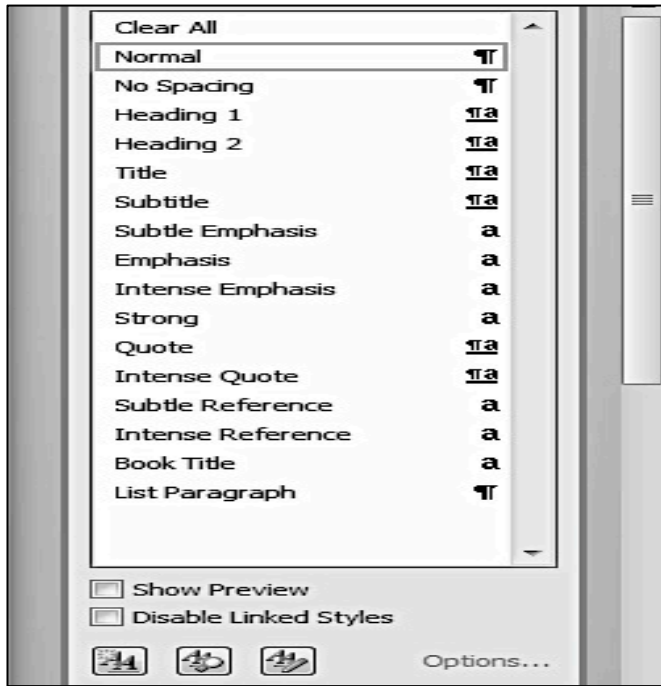 Clear All
Normal ¶
No Spacing ¶
Heading 1 ¶a
Heading 2 ¶a
Title ¶a
Subtitle ¶a
Subtle Emphasis a
Emphasis a
Intense Emphasis a
Strong a
Quote ¶a
Intense Quote ¶a
Subtle Reference a
Intense Reference a
Book Title a
List Paragraph ¶
Show Preview
Disable Linked Styles
Options...